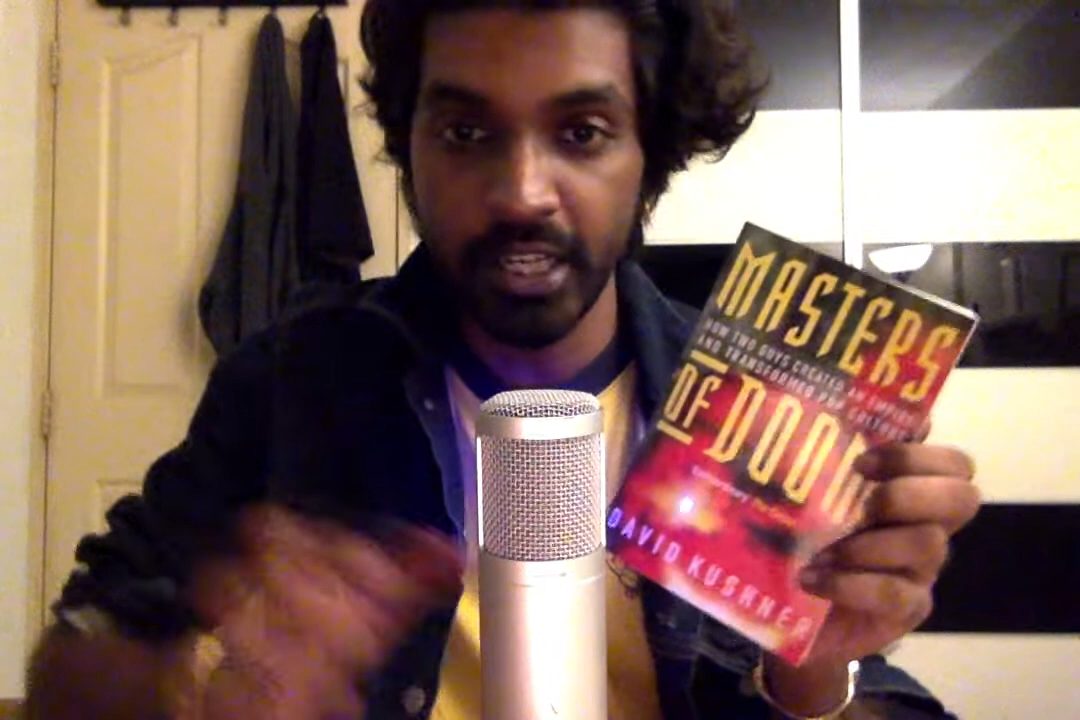 MASTERS
HOW TWO GUYS CREATED AN EMPIRE
AND TRANSFORMED POP CULTURE
OF DOOM
DAVID KUSHNER